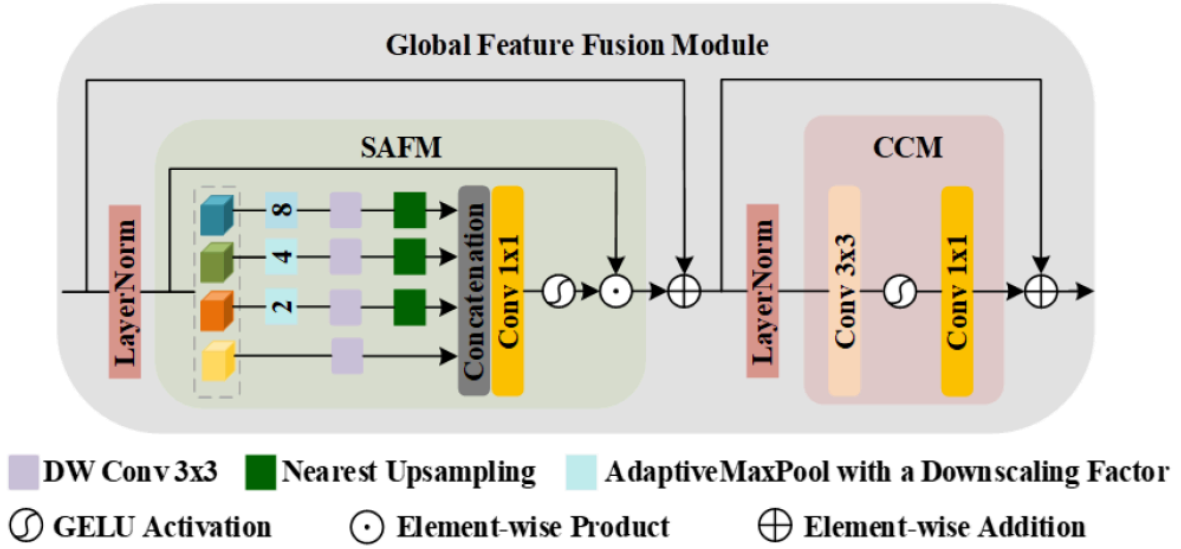 Global Feature Fusion Module
SAFM
CCM
LayerNorm
8
4
2
Concatenation
Conv 1x1
LayerNorm
Conv 3x3
Conv 1x1
DW Conv 3x3
Nearest Upsampling
AdaptiveMaxPool with a Downscaling Factor
GELU Activation
Element-wise Product
Element-wise Addition